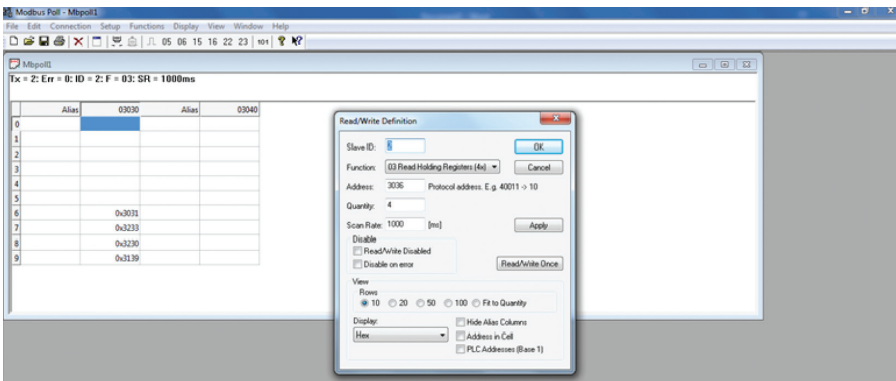 Modbus Poll - Mbpoll1
File Edit Connection Setup Functions Display View Window Help
05 06 15 16 22 23 101
Mbpoll1
Tx = 2: Err = 0: ID = 2: F = 03: SR = 1000ms
Alias 03030 Alias 03040
0
1
2
3
4
5
6 0x3031
7 0x3233
8 0x3230
9 0x3139
Read/Write Definition
Slave ID: 2 OK
Function: 03 Read Holding Registers (4x) Cancel
Address: 3036 Protocol address. E.g. 40011 -> 10
Quantity: 4
Scan Rate: 1000 [ms] Apply
Disable
Read/Write Disabled
Disable on error Read/Write Once
View
Rows
10 20 50 100 Fit to Quantity
Display: Hide Alias Columns
Hex Address in Cell
PLC Addresses (Base 1)